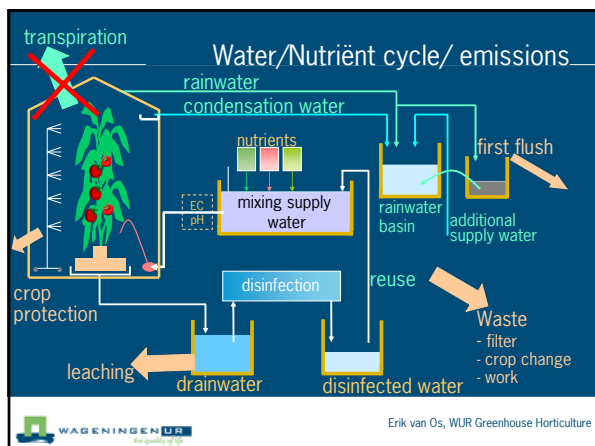 transpiration
Water/Nutriënt cycle/ emissions
rainwater
condensation water
nutrients
first flush
EC
pH
mixing supply
water
rainwater
basin
additional
supply water
crop
protection
disinfection
reuse
Waste
- filter
- crop change
- work
leaching
drainwater
disinfected water
WAGENINGEN UR
For quality of life
Erik van Os, WUR Greenhouse Horticulture